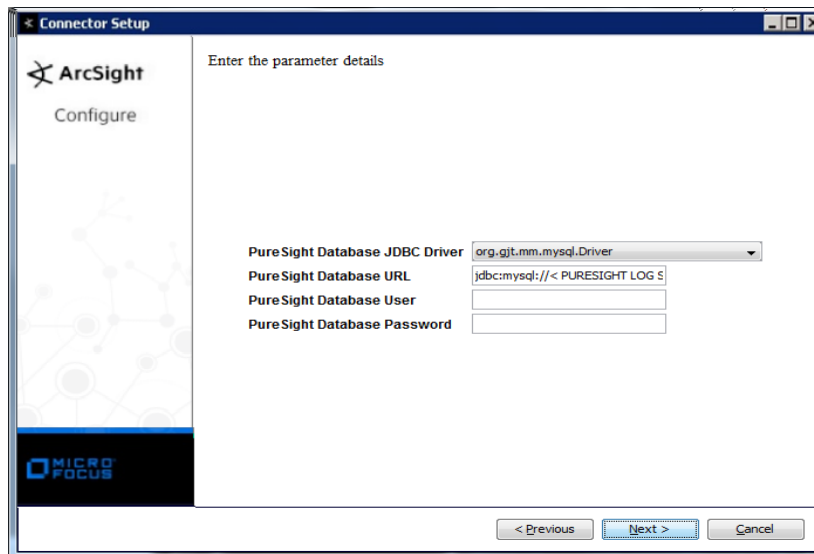 Connector Setup
ArcSight
Configure
Enter the parameter details
PureSight Database JDBC Driver org.gjt.mm.mysql.Driver
PureSight Database URL jdbc:mysql://< PURESIGHT LOG S
PureSight Database User
PureSight Database Password
MICRO
FOCUS
< Previous Next > Cancel